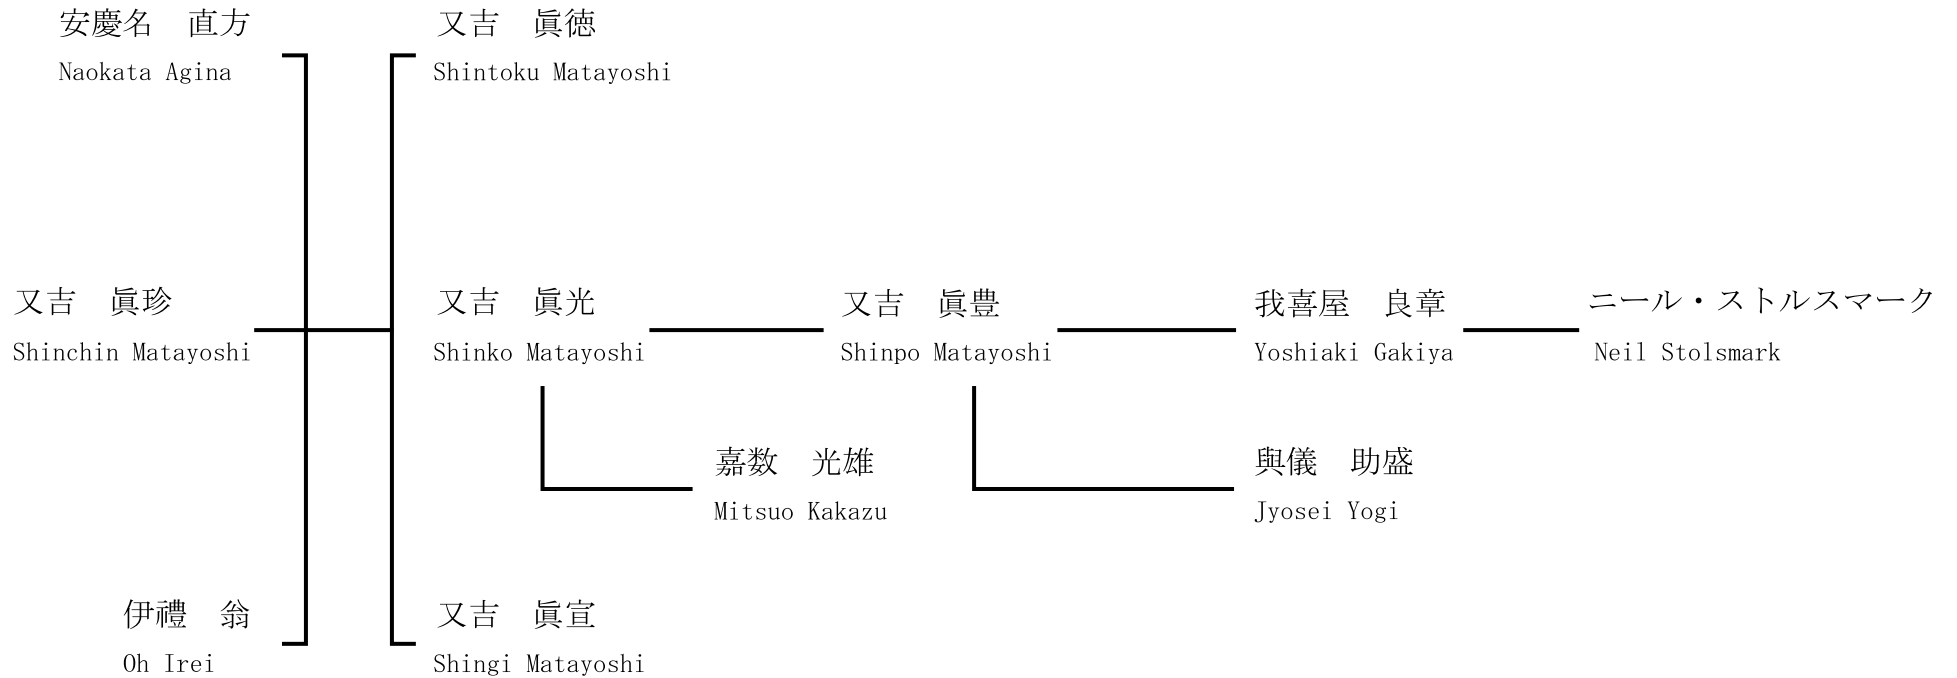 安慶名　直方
Naokata Agina
又吉　眞徳
Shintoku Matayoshi
又吉　眞珍
Shinchin Matayoshi
又吉　眞光
Shinko Matayoshi
又吉　眞豊
Shinpo Matayoshi
我喜屋　良章
Yoshiaki Gakiya
ニール・ストルスマーク
Neil Stolsmark
嘉数　光雄
Mitsuo Kakazu
與儀　助盛
Jyosei Yogi
伊禮　翁
Oh Irei
又吉　眞宣
Shingi Matayoshi